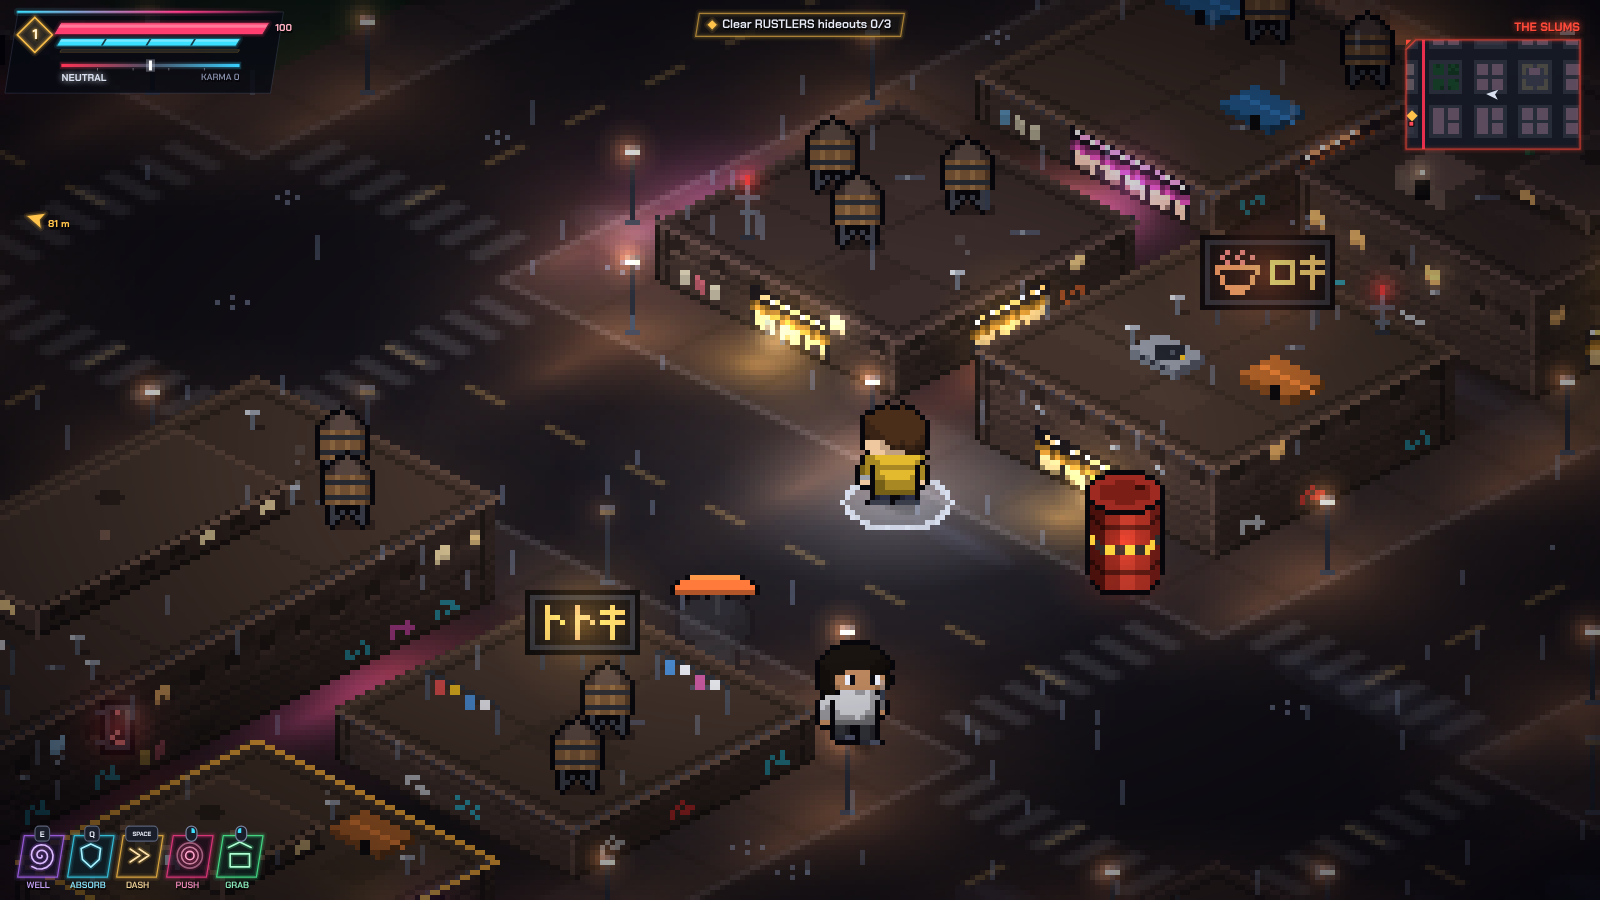 1
100
NEUTRAL
KARMA 0
Clear RUSTLERS hideouts 0/3
THE SLUMS
81 m
ロキ
トトキ
E
Q
SPACE
WELL
ABSORB
DASH
PUSH
GRAB